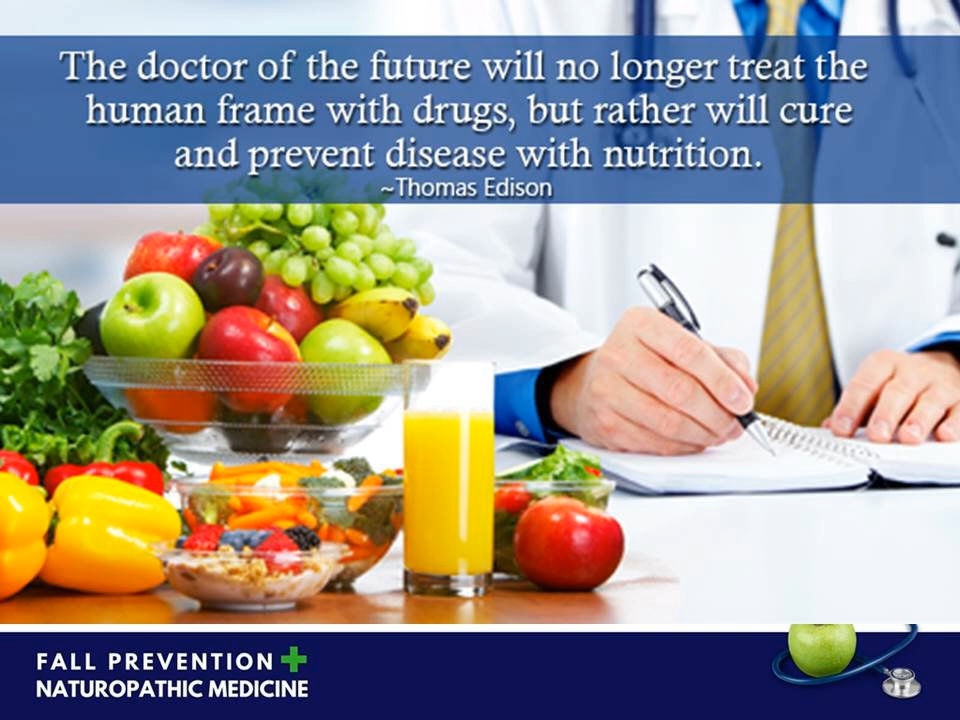 The doctor of the future will no longer treat the
human frame with drugs, but rather will cure
and prevent disease with nutrition.
~Thomas Edison
FALL PREVENTION
NATUROPATHIC MEDICINE